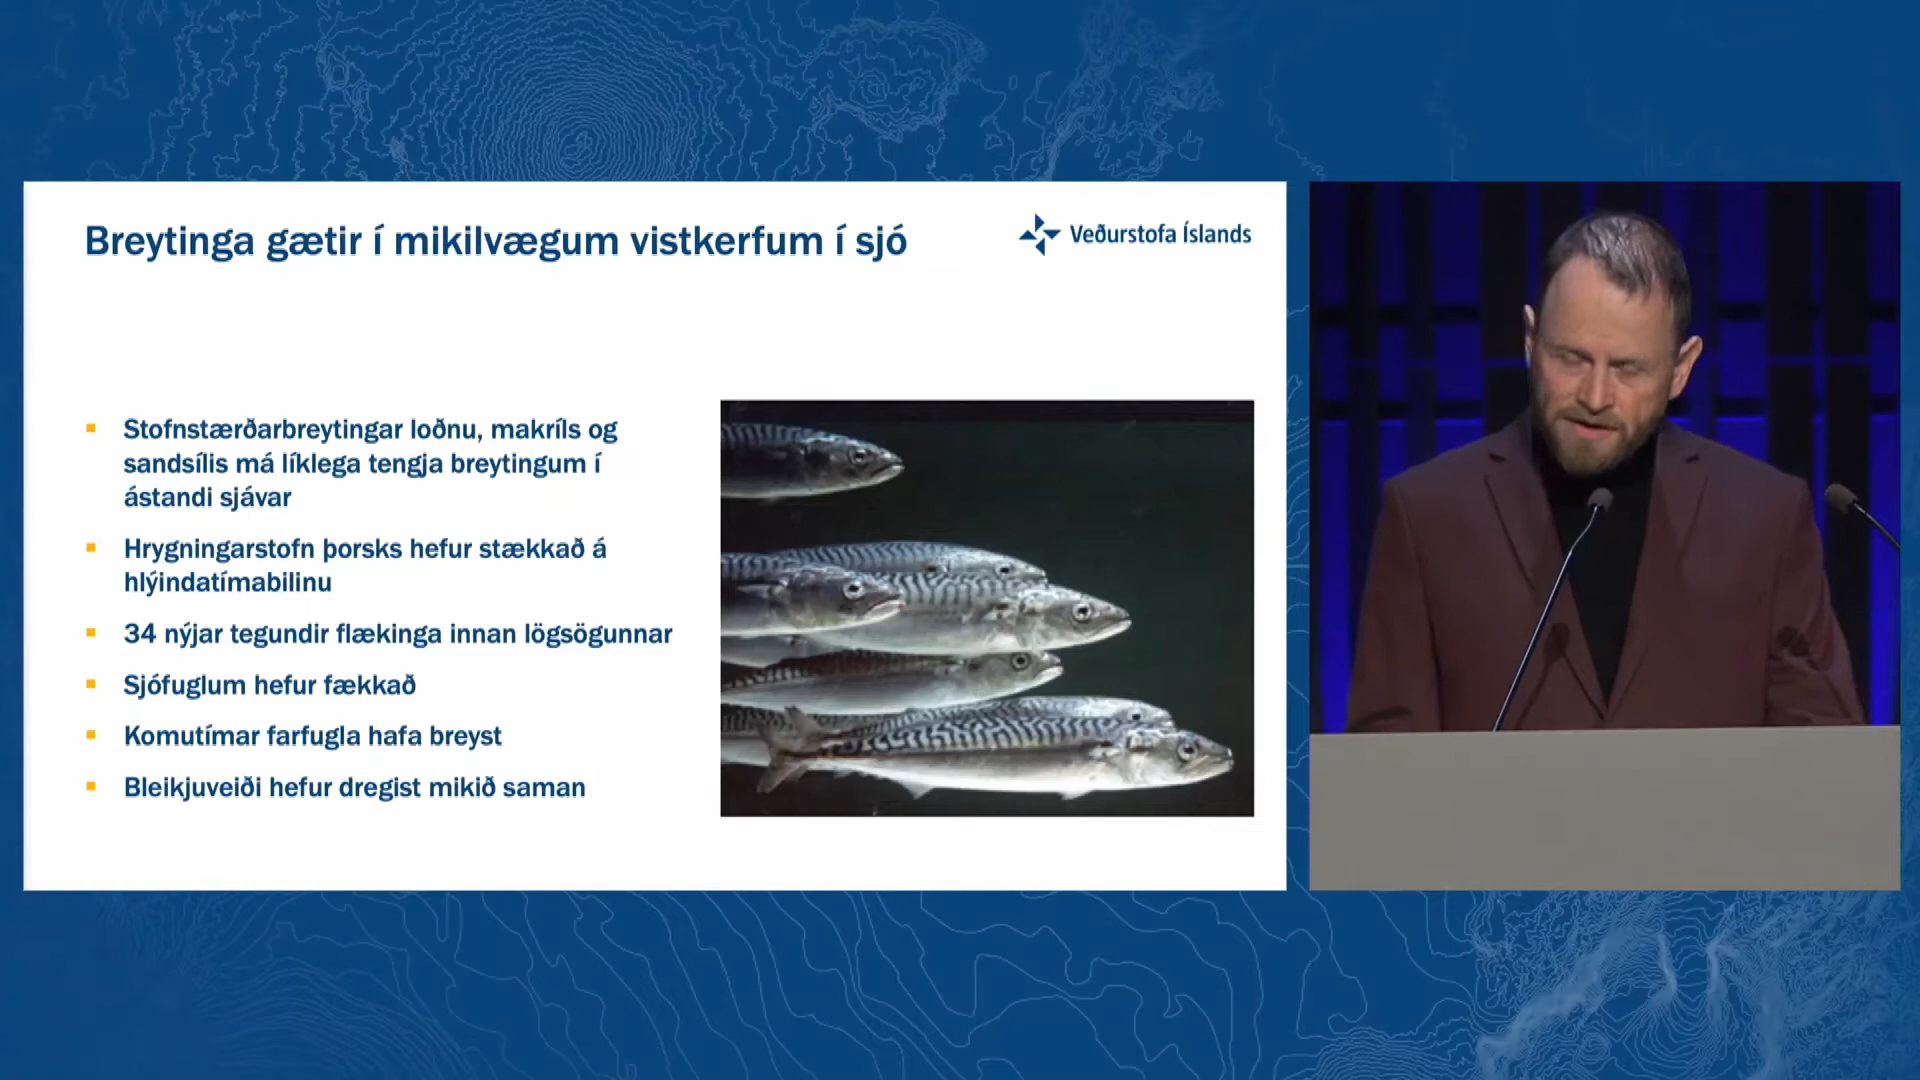 Breytinga gætir í mikilvægum vistkerfum í sjó
Veðurstofa Íslands
Stofnstærðarbreytingar loðnu, makríls og
sandsílis má líklega tengja breytingum í
ástandi sjávar
Hrygningarstofn þorsks hefur stækkað á
hlýindatímabilinu
34 nýjar tegundir flækinga innan lögsögunnar
Sjófuglum hefur fækkað
Komutímar farfugla hafa breyst
Bleikjuveiði hefur dregist mikið saman